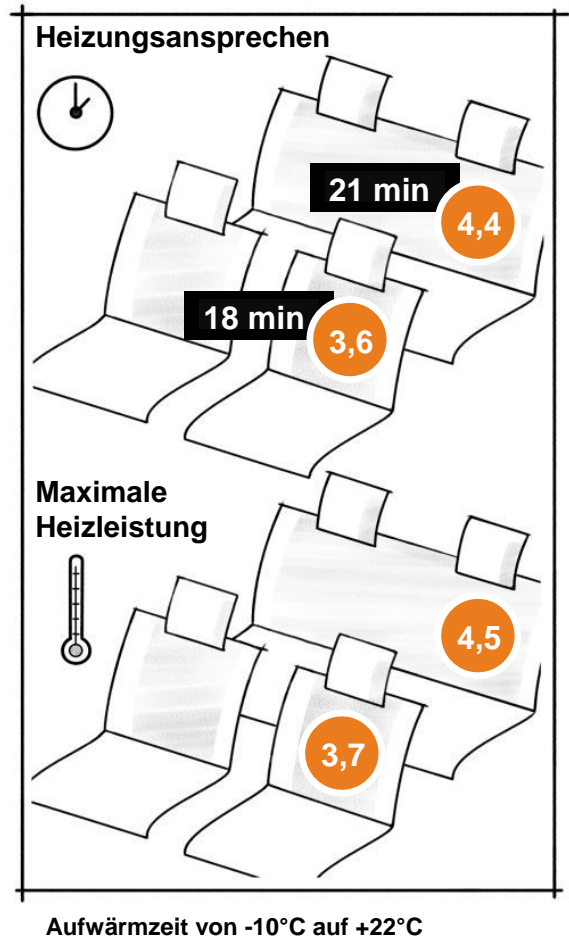 Heizungsansprechen
21 min
4,4
18 min
3,6
Maximale
Heizleistung
4,5
3,7
Aufwärmzeit von -10°C auf +22°C